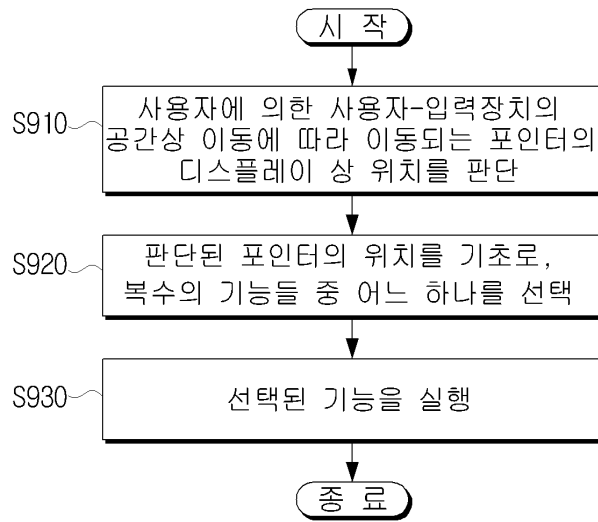 시 작
S910
사용자에 의한 사용자-입력장치의
공간상 이동에 따라 이동되는 포인터의
디스플레이 상 위치를 판단
S920
판단된 포인터의 위치를 기초로,
복수의 기능들 중 어느 하나를 선택
S930
선택된 기능을 실행
종 료